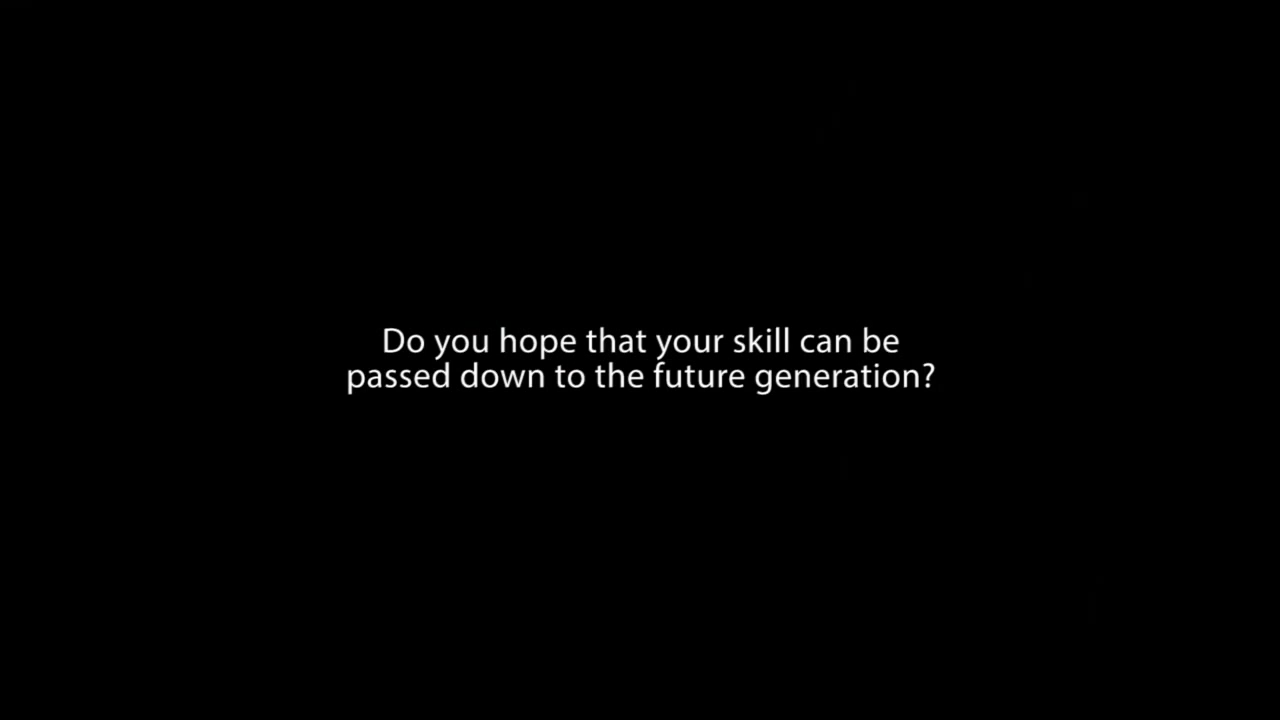 Do you hope that your skill can be
passed down to the future generation?